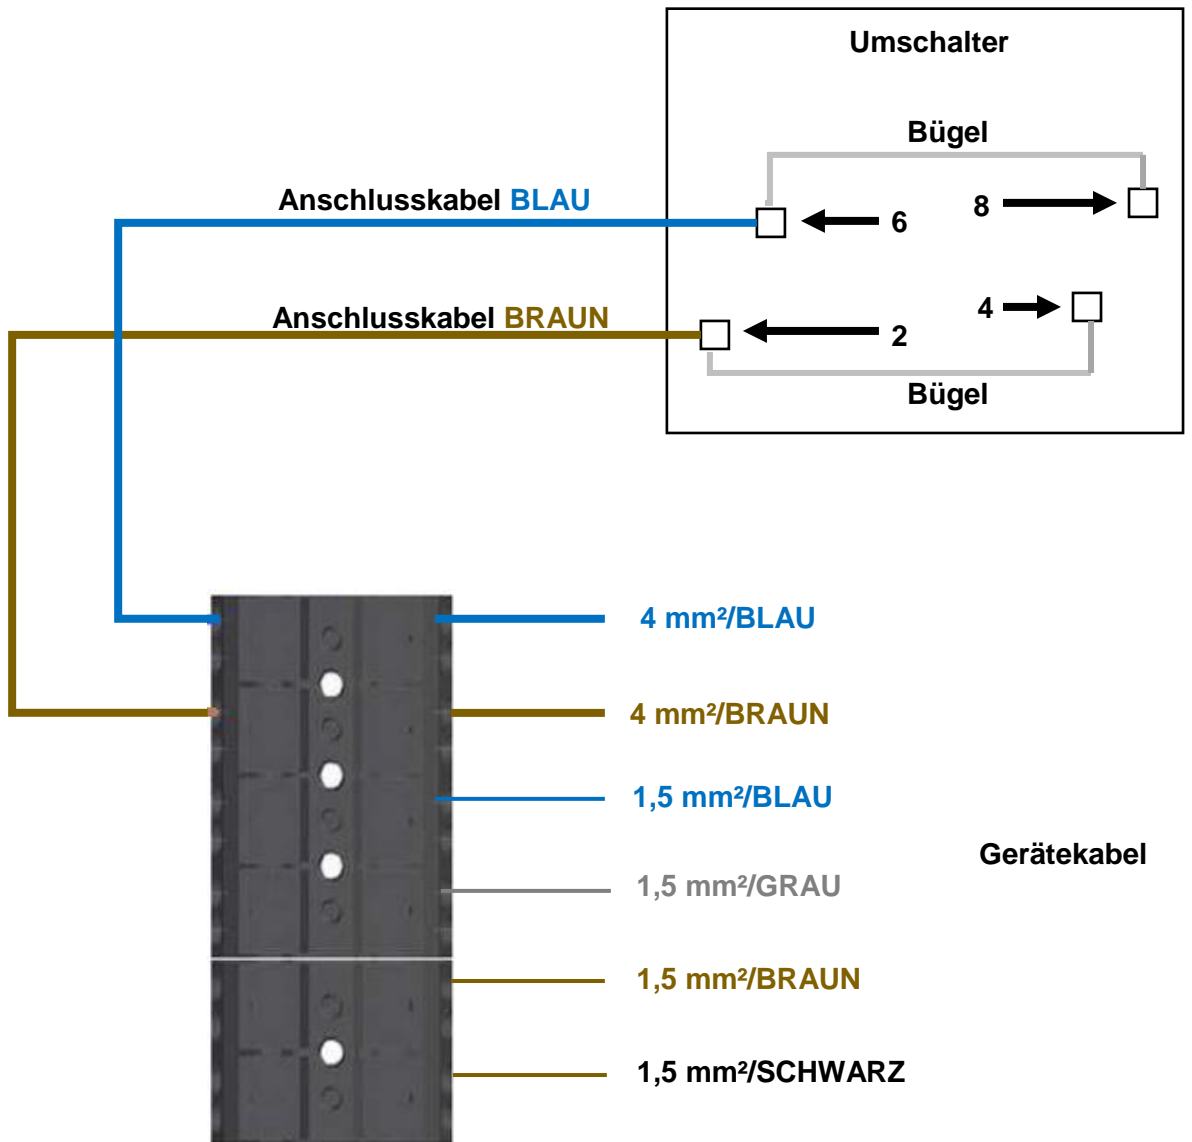 Umschalter
Bügel
Anschlusskabel BLAU
8
6
Anschlusskabel BRAUN
4
2
Bügel
4 mm²/BLAU
4 mm²/BRAUN
1,5 mm²/BLAU
Gerätekabel
1,5 mm²/GRAU
1,5 mm²/BRAUN
1,5 mm²/SCHWARZ